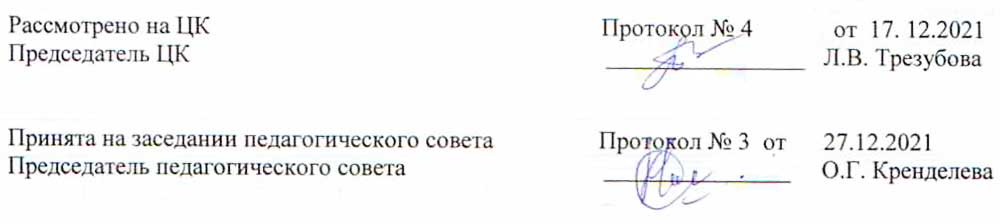 Рассмотрено на ЦК Протокол № 4 от 17. 12.2021
Председатель ЦК Л.В. Трезубова
Принята на заседании педагогического совета Протокол № 3 от 27.12.2021
Председатель педагогического совета О.Г. Кренделева